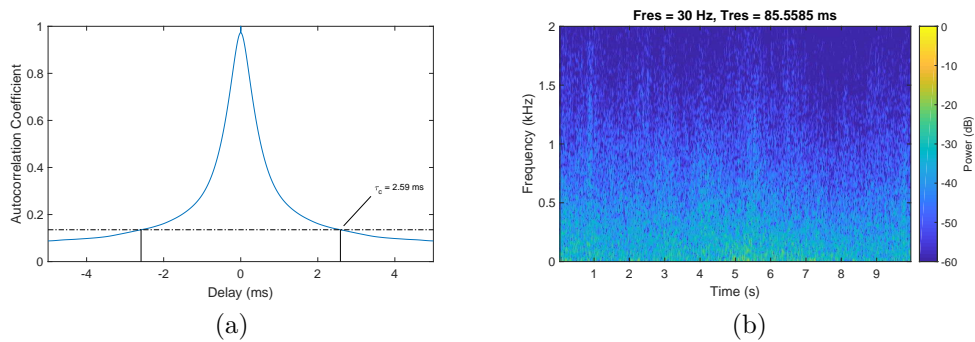 1
0.8
0.6
0.4
0.2
0
Autocorrelation Coefficient
τc = 2.59 ms
-4 -2 0 2 4
Delay (ms)
(a)
Fres = 30 Hz, Tres = 85.5585 ms
2
1.5
1
0.5
0
Frequency (kHz)
1 2 3 4 5 6 7 8 9
Time (s)
0
-10
-20
-30
-40
-50
-60
Power (dB)
(b)